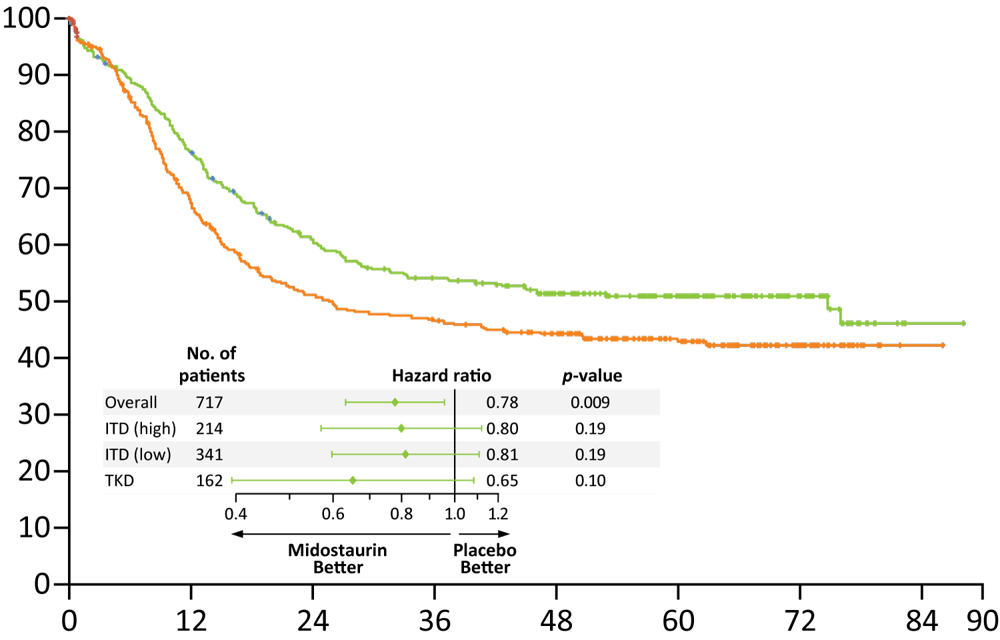 100
90
80
70
60
50
40
30
20
10
0
No. of
patients Hazard ratio p-value
Overall 717 0.78 0.009
ITD (high) 214 0.80 0.19
ITD (low) 341 0.81 0.19
TKD 162 0.65 0.10
0.4 0.6 0.8 1.0 1.2
Midostaurin Placebo
Better Better
0 12 24 36 48 60 72 84 90